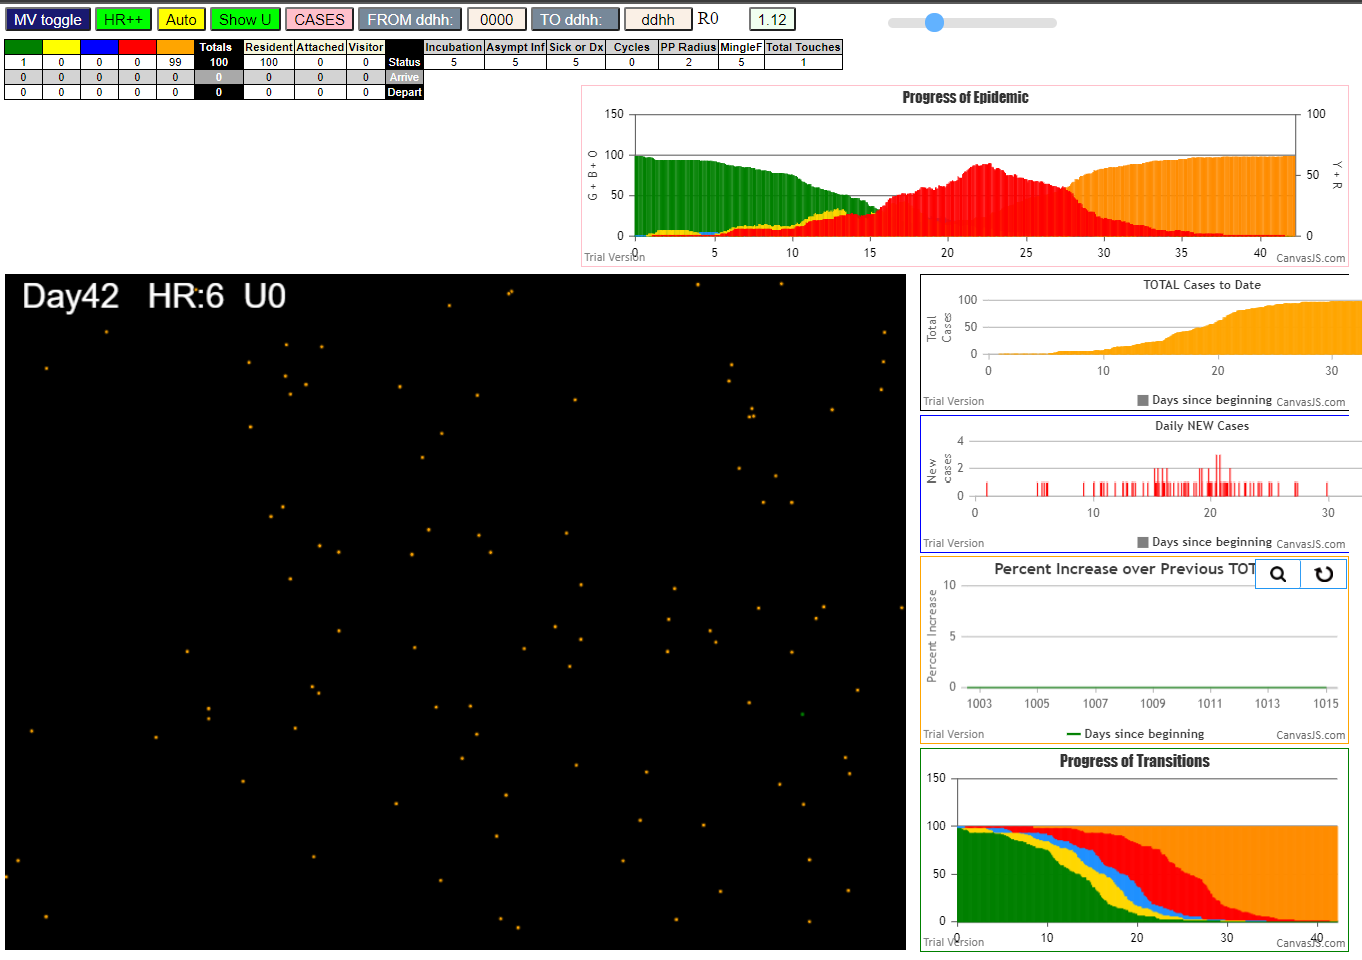 MV toggle HR++ Auto Show U CASES FROM ddhh: 0000 TO ddhh: ddhh R0 1.12
Totals Resident Attached Visitor Incubation Asympt Inf Sick or Dx Cycles PP Radius MingleF Total Touches
1 0 0 0 99 100 100 0 0 Status 5 5 5 0 2 5 1
0 0 0 0 0 0 0 0 0 Arrive
0 0 0 0 0 0 0 0 0 Depart
Progress of Epidemic
150 100
100 50
50
0 0
G + B + O
Y + R
0 5 10 15 20 25 30 35 40
Trial Version CanvasJS.com
Day42 HR:6 U0
TOTAL Cases to Date
Total Cases
100
50
0
0 10 20 30
Days since beginning
Trial Version CanvasJS.com
Daily NEW Cases
New cases
4
2
0
0 10 20 30
Days since beginning
Trial Version CanvasJS.com
Percent Increase over Previous TOT
Percent Increase
10
5
0
1003 1005 1007 1009 1011 1013 1015
Days since beginning
Trial Version CanvasJS.com
Progress of Transitions
150
100
50
0
0 10 20 30 40
Trial Version CanvasJS.com